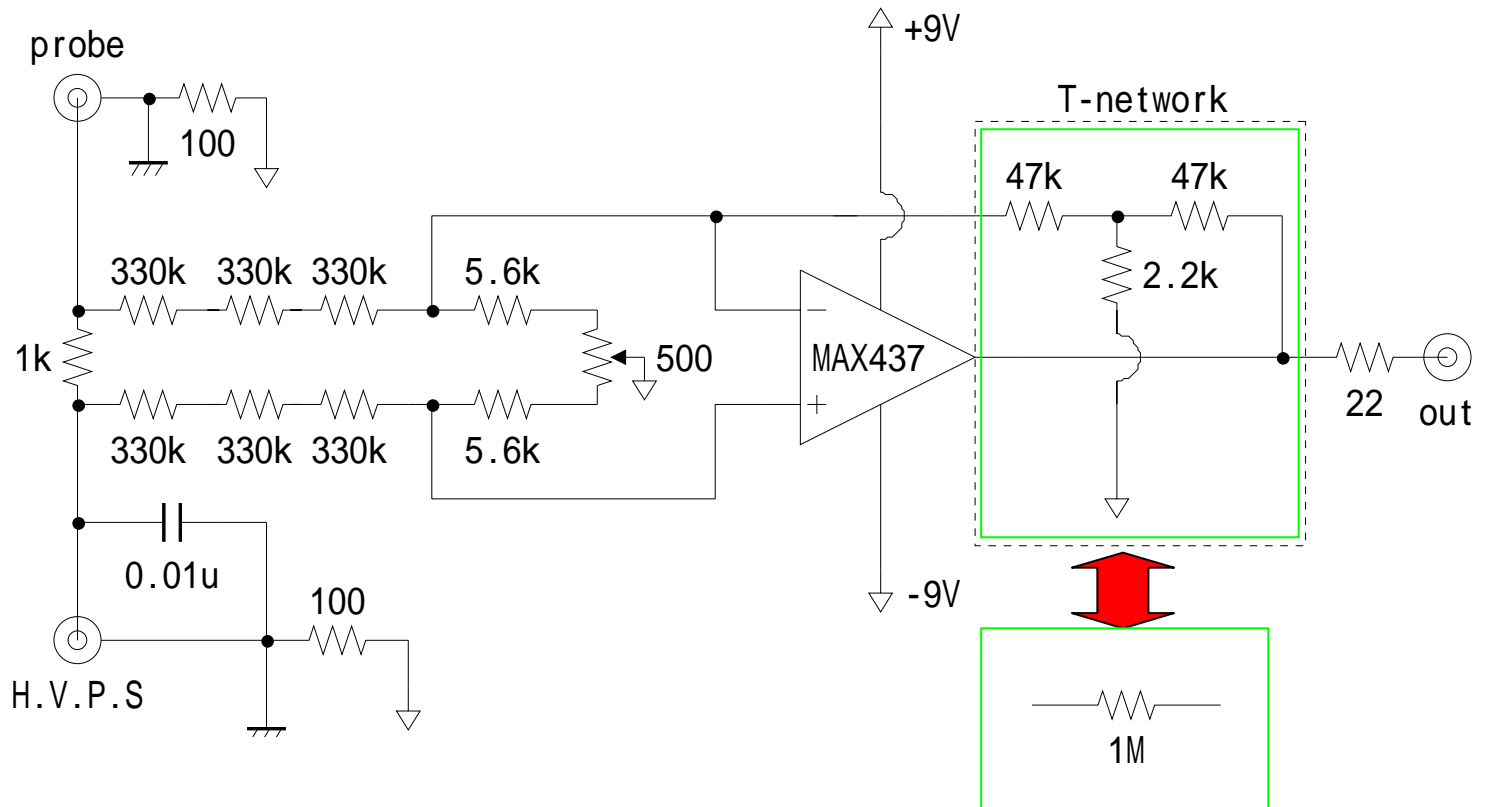 probe
+9V
T-network
100
47k 47k
330k 330k 330k 5.6k
2.2k
1k
500
MAX437
330k 330k 330k 5.6k
22
out
0.01u
100
-9V
H.V.P.S
1M